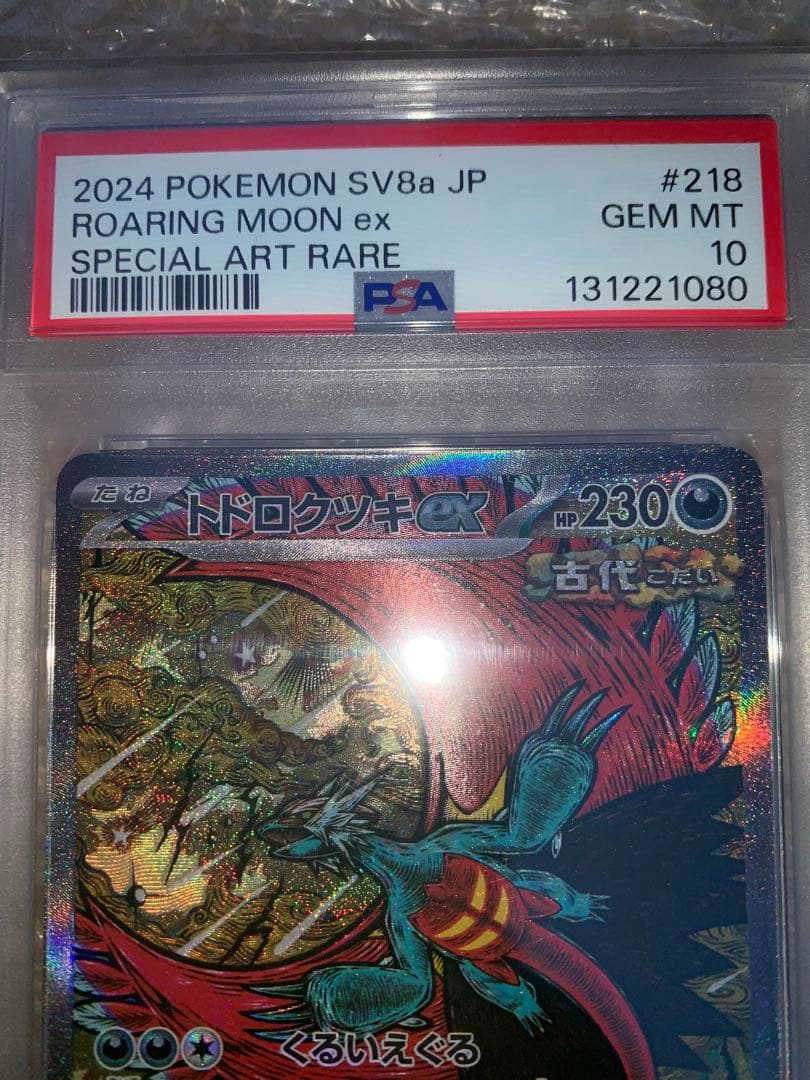 2024 POKEMON SV8a JP #218
ROARING MOON ex GEM MT
SPECIAL ART RARE 10
PSA 131221080
たね トドロクツキex HP230
古代 こだい
くるいえぐる